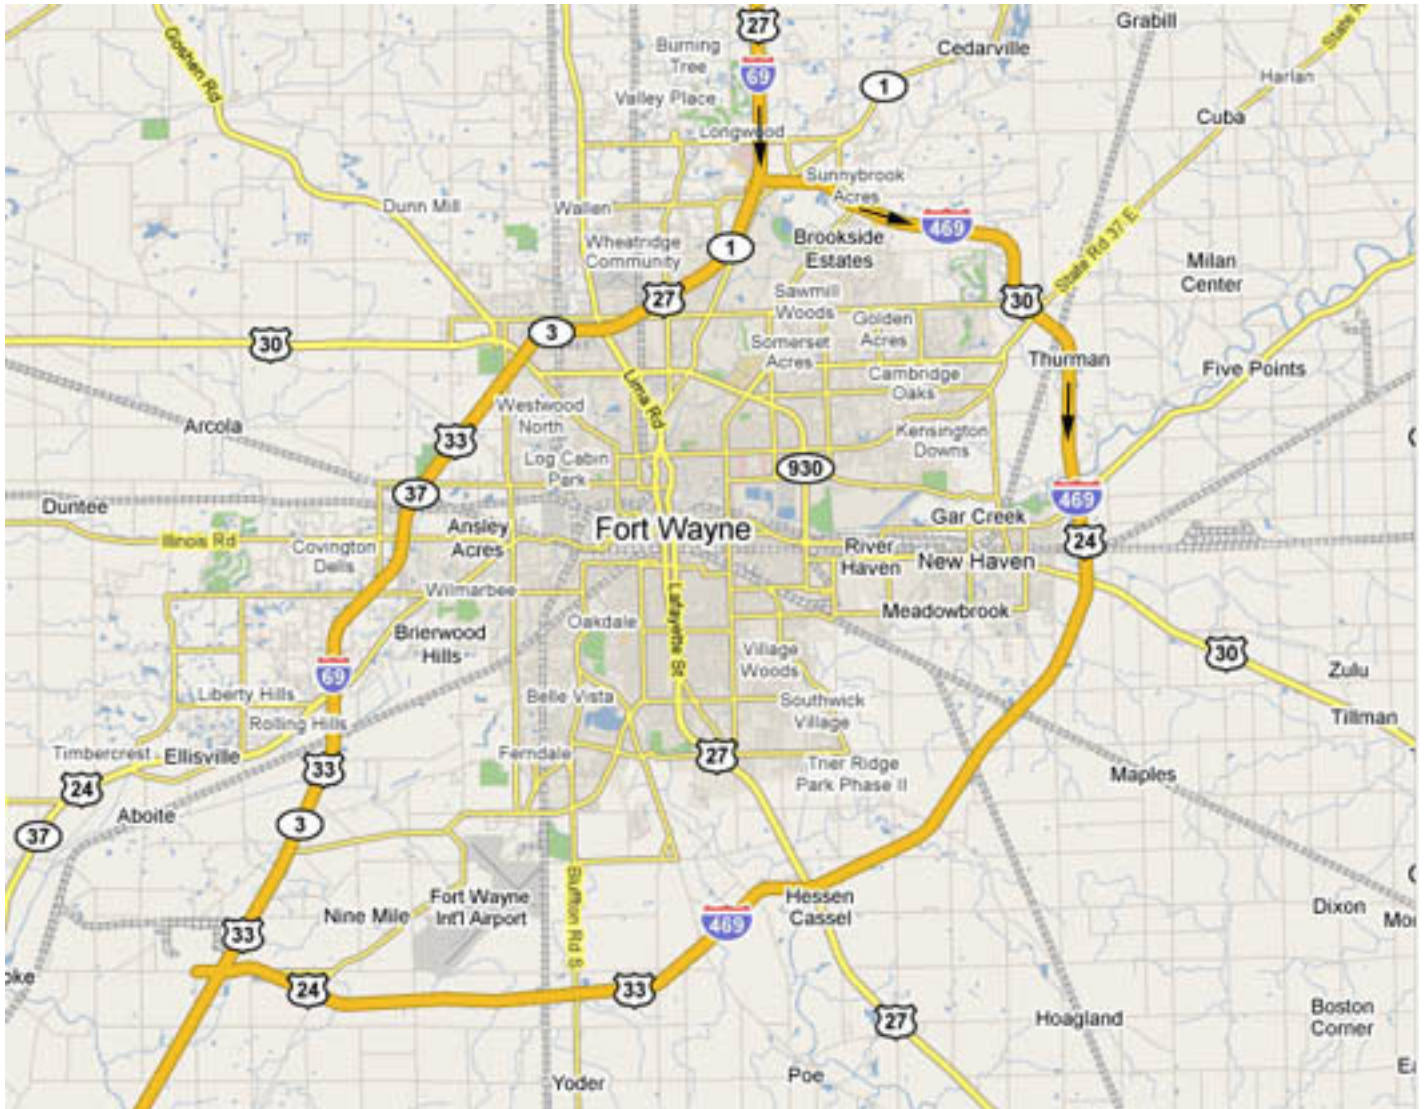 27
Grabill
State R
Goshen Rd
Burning
Tree
Cedarville
69
1
Harlan
Valley Place
Cuba
Longwood
Sunnybrook
Acres
Dunn Mill
Wallen
469
State Rd 37 E
Wheatridge
Community
1
Brookside
Estates
Milan
Center
27
Sawmill
Woods
30
3
Golden
Acres
30
Somerset
Acres
Thurman
Five Points
Cambridge
Oaks
Lima Rd
Westwood
North
Arcola
33
Kensington
Downs
Log Cabin
Park
930
37
469
Duntee
Gar Creek
Ansley
Acres
Fort Wayne
Illinois Rd
24
Covington
Dells
River
Haven
New Haven
Wilmarbee
Lafayette St
Meadowbrook
Oakdale
Brierwood
Hills
Village
Woods
30
69
Zulu
Liberty Hills
Belle Vista
Southwick
Village
Rolling Hills
Tillman
Timbercrest
Ellisville
Ferndale
27
33
Trier Ridge
Park Phase II
Maples
24
Aboite
3
37
Fort Wayne
Int'l Airport
Nine Mile
Bluffton Rd S
Hessen
Cassel
469
Dixon
Mo
33
oke
24
33
27
Hoagland
Boston
Corner
Yoder
Poe